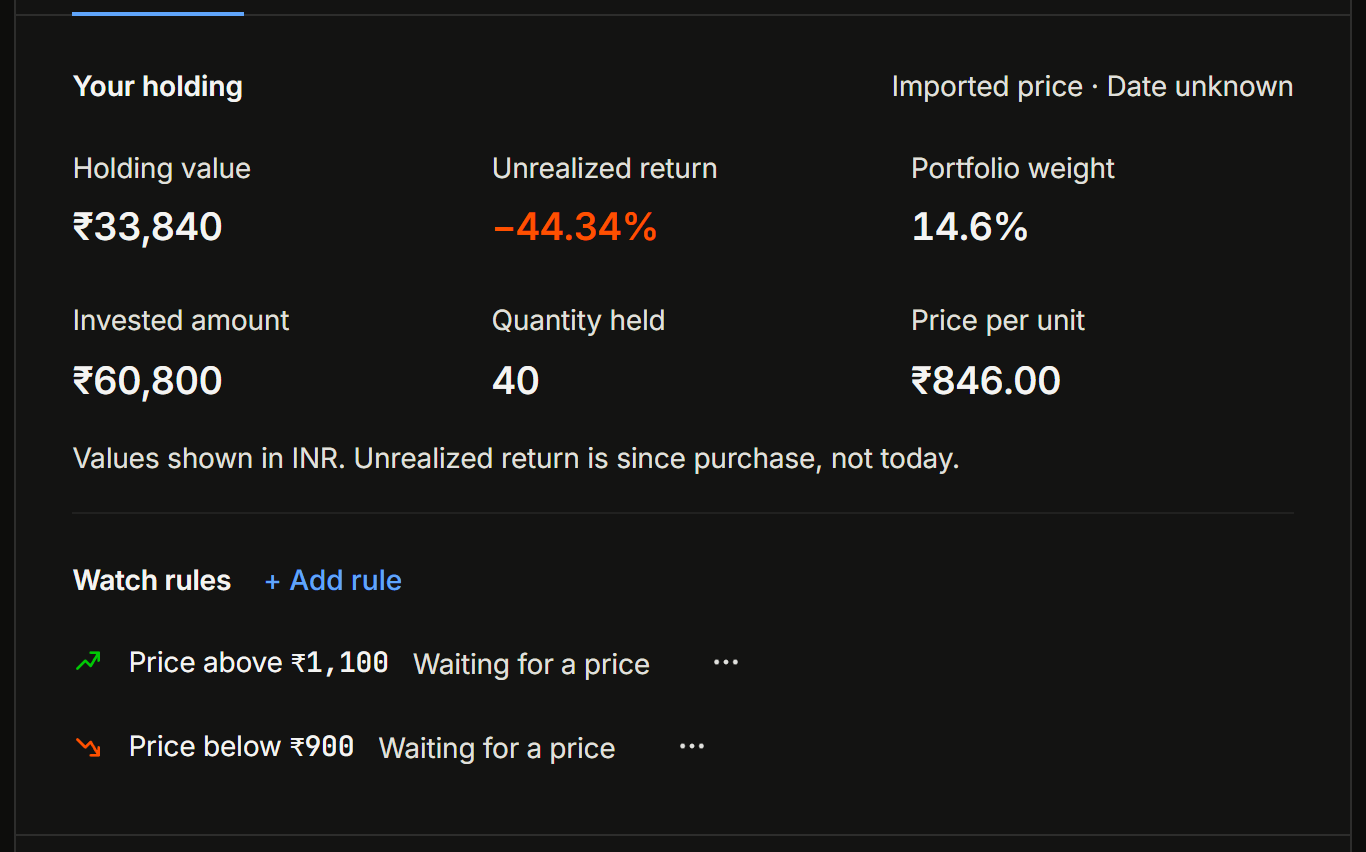 Your holding
Imported price · Date unknown
Holding value
Unrealized return
Portfolio weight
₹33,840
−44.34%
14.6%
Invested amount
Quantity held
Price per unit
₹60,800
40
₹846.00
Values shown in INR. Unrealized return is since purchase, not today.
Watch rules
+ Add rule
Price above ₹1,100 Waiting for a price ···
Price below ₹900 Waiting for a price ···